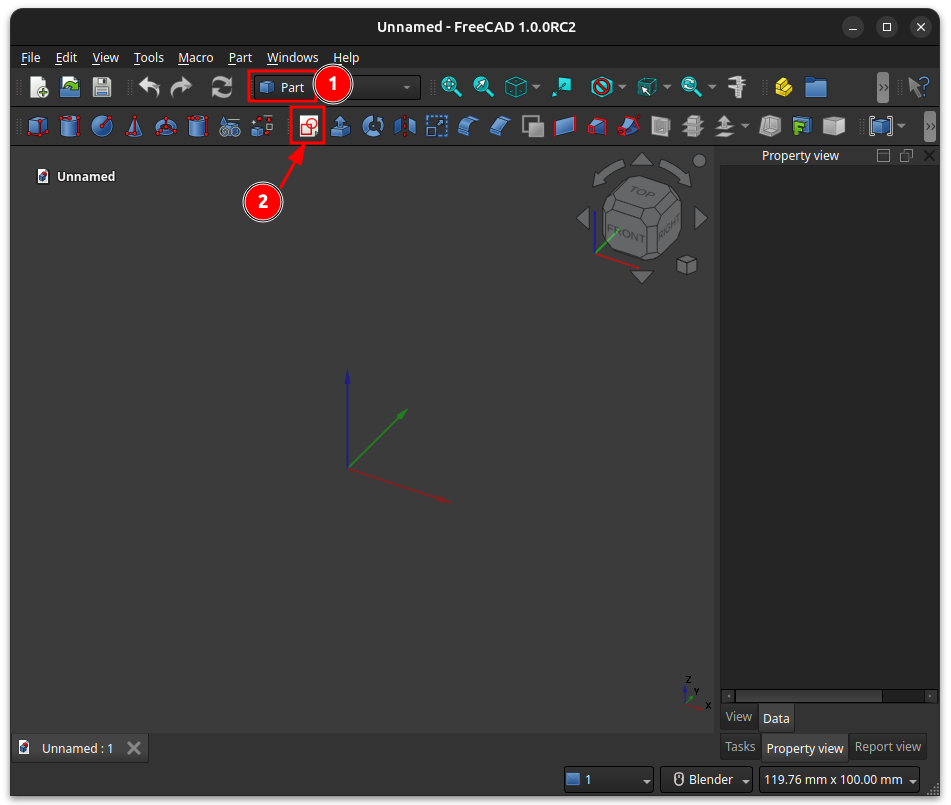 Unnamed - FreeCAD 1.0.0RC2
File Edit View Tools Macro Part Windows Help
Part
1
2
Unnamed
TOP
FRONT
RIGHT
Property view
Z
Y
X
View Data
Tasks Property view Report view
Unnamed : 1
1 Blender 119.76 mm x 100.00 mm